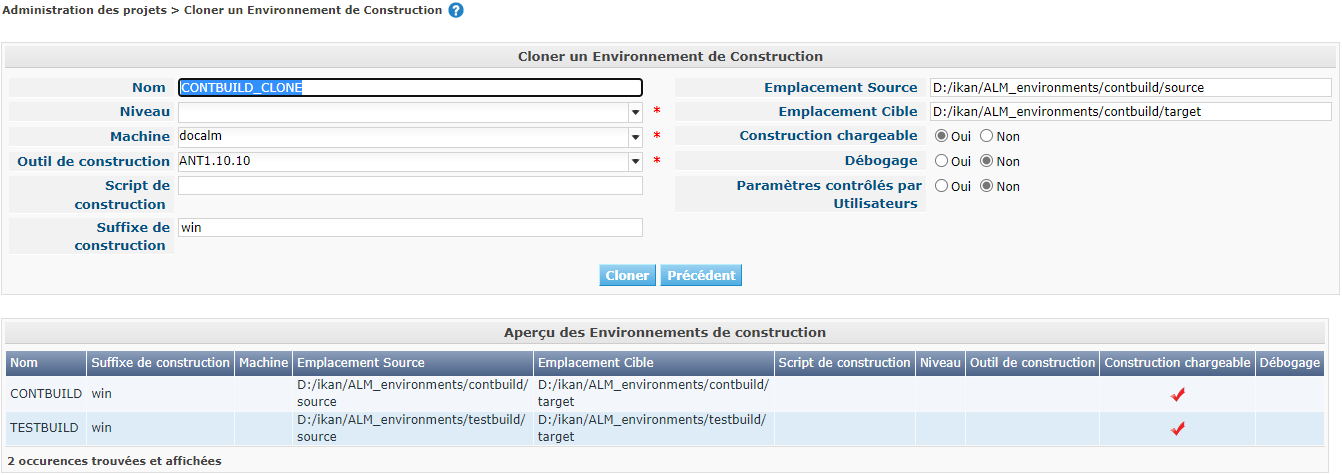 Administration des projets > Cloner un Environnement de Construction ?
Cloner un Environnement de Construction
Nom CONTBUILD_CLONE
Niveau *
Machine docalm *
Outil de construction ANT1.10.10 *
Script de
construction
Suffixe de
construction win
Emplacement Source D:/ikan/ALM_environments/contbuild/source
Emplacement Cible D:/ikan/ALM_environments/contbuild/target
Construction chargeable Oui Non
Débogage Oui Non
Paramètres contrôlés par
Utilisateurs Oui Non
Cloner Précédent
Aperçu des Environnements de construction
Nom Suffixe de construction Machine Emplacement Source Emplacement Cible Script de construction Niveau Outil de construction Construction chargeable Débogage
CONTBUILD win D:/ikan/ALM_environments/contbuild/ D:/ikan/ALM_environments/contbuild/
source target
TESTBUILD win D:/ikan/ALM_environments/testbuild/ D:/ikan/ALM_environments/testbuild/
source target
2 occurences trouvées et affichées